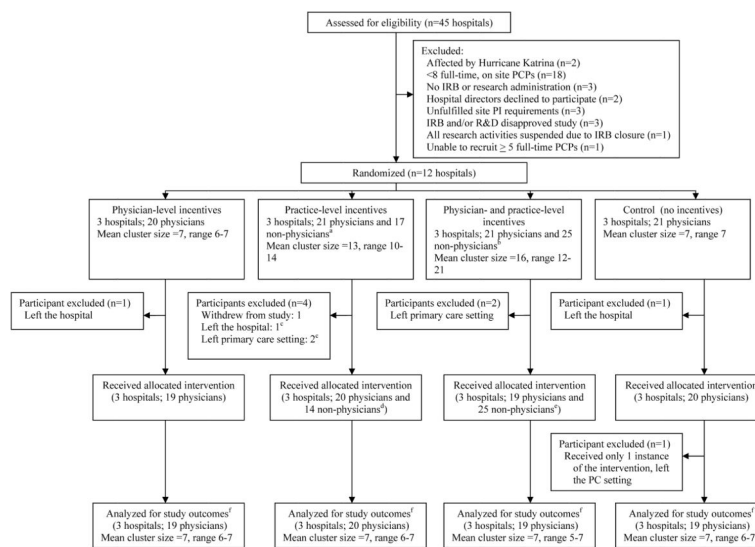 Assessed for eligibility (n=45 hospitals)
Excluded:
Affected by Hurricane Katrina (n=2)
<8 full-time, on site PCPs (n=18)
No IRB or research administration (n=3)
Hospital directors declined to participate (n=2)
Unfulfilled site PI requirements (n=3)
IRB and/or R&D disapproved study (n=3)
All research activities suspended due to IRB closure (n=1)
Unable to recruit ≥ 5 full-time PCPs (n=1)
Randomized (n=12 hospitals)
Physician-level incentives
3 hospitals; 20 physicians
Mean cluster size =7, range 6-7
Practice-level incentives
3 hospitals; 21 physicians and 17
non-physiciansª
Mean cluster size =13, range 10-
14
Physician- and practice-level
incentives
3 hospitals; 21 physicians and 25
non-physiciansᵇ
Mean cluster size =16, range 12-
21
Control (no incentives)
3 hospitals; 21 physicians
Mean cluster size =7, range 7
Participant excluded (n=1)
Left the hospital
Participants excluded (n=4)
Withdrew from study: 1
Left the hospital: 1ᶜ
Left primary care setting: 2ᶜ
Participants excluded (n=2)
Left primary care setting
Participant excluded (n=1)
Left the hospital
Received allocated intervention
(3 hospitals; 19 physicians)
Received allocated intervention
(3 hospitals; 20 physicians and
14 non-physiciansᵈ)
Received allocated intervention
(3 hospitals; 19 physicians and
25 non-physiciansᵉ)
Received allocated intervention
(3 hospitals; 20 physicians)
Participant excluded (n=1)
Received only 1 instance
of the intervention, left
the PC setting
Analyzed for study outcomesᶠ
(3 hospitals; 19 physicians)
Mean cluster size =7, range 6-7
Analyzed for study outcomesᶠ
(3 hospitals; 20 physicians)
Mean cluster size =7, range 6-7
Analyzed for study outcomesᶠ
(3 hospitals; 19 physicians)
Mean cluster size =7, range 5-7
Analyzed for study outcomesᶠ
(3 hospitals; 19 physicians)
Mean cluster size =7, range 6-7